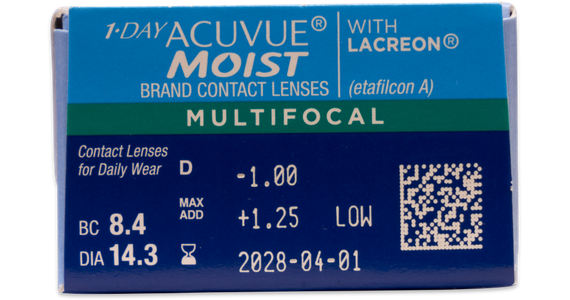 1·DAY ACUVUE® WITH
MOIST LACREON®
BRAND CONTACT LENSES (etafilcon A)
MULTIFOCAL
Contact Lenses
for Daily Wear
D -1.00
MAX
ADD +1.25 LOW
BC 8.4
DIA 14.3 2028-04-01